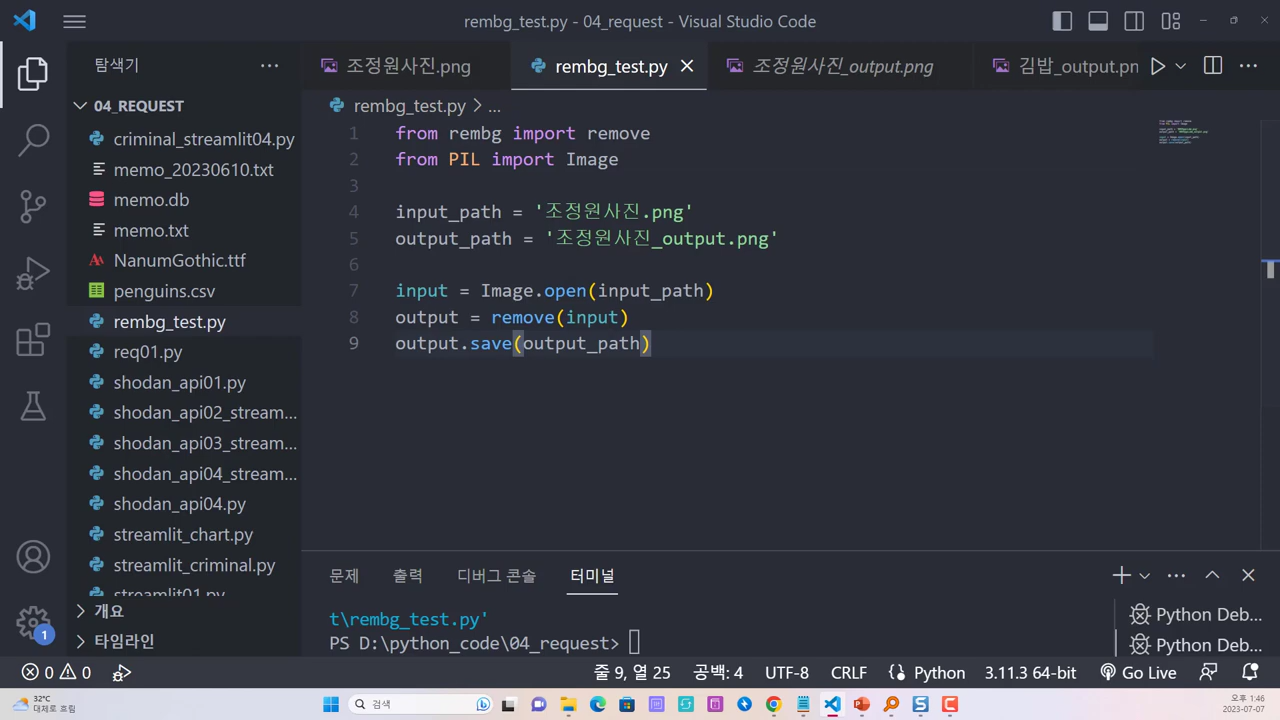 rembg_test.py - 04_request - Visual Studio Code
탐색기
조정원사진.png
rembg_test.py
조정원사진_output.png
김밥_output.pn
04_REQUEST
rembg_test.py > ...
criminal_streamlit04.py
memo_20230610.txt
memo.db
memo.txt
NanumGothic.ttf
penguins.csv
rembg_test.py
req01.py
shodan_api01.py
shodan_api02_stream...
shodan_api03_stream...
shodan_api04_stream...
shodan_api04.py
streamlit_chart.py
streamlit_criminal.py
streamlit01.py
개요
타임라인
1 from rembg import remove
2 from PIL import Image
3
4 input_path = '조정원사진.png'
5 output_path = '조정원사진_output.png'
6
7 input = Image.open(input_path)
8 output = remove(input)
9 output.save(output_path)
문제 출력 디버그 콘솔 터미널
t\rembg_test.py'
PS D:\python_code\04_request>
Python Deb...
Python Deb...
1
0 0
줄 9, 열 25 공백: 4 UTF-8 CRLF Python 3.11.3 64-bit Go Live
32°C
대체로 흐림
검색
오후 1:46
2023-07-07